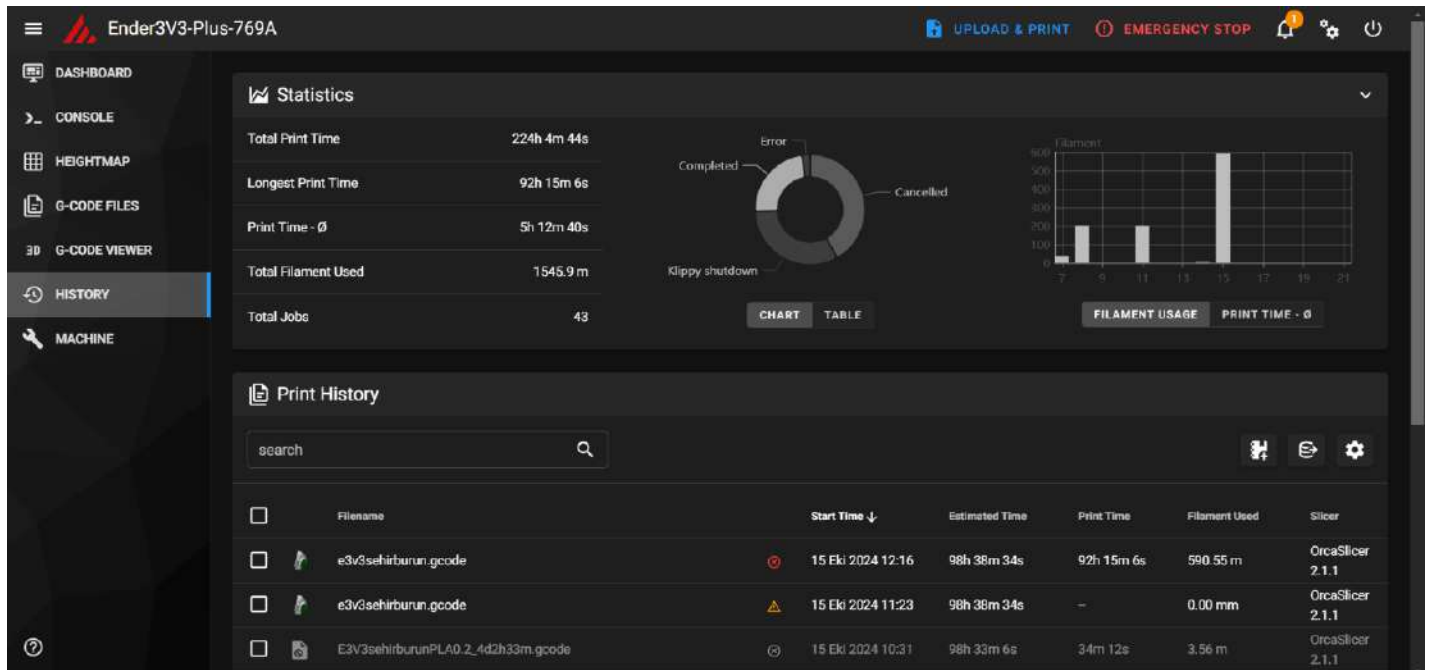 Ender3V3-Plus-769A
UPLOAD & PRINT
EMERGENCY STOP
1
DASHBOARD
CONSOLE
HEIGHTMAP
G-CODE FILES
3D G-CODE VIEWER
HISTORY
MACHINE
Statistics
Total Print Time 224h 4m 44s
Longest Print Time 92h 15m 6s
Print Time - Ø 5h 12m 40s
Total Filament Used 1545.9 m
Total Jobs 43
Error
Completed
Cancelled
Klippy shutdown
CHART TABLE
Filament
600
500
400
300
200
100
0
7 9 11 13 15 17 19 21
FILAMENT USAGE PRINT TIME - Ø
Print History
search
Filename Start Time Estimated Time Print Time Filament Used Slicer
e3v3sehirburun.gcode 15 Eki 2024 12:16 98h 38m 34s 92h 15m 6s 590.55 m OrcaSlicer
2.1.1
e3v3sehirburun.gcode 15 Eki 2024 11:23 98h 38m 34s – 0.00 mm OrcaSlicer
2.1.1
E3V3sehirburunPLA0.2_4d2h33m.gcode 15 Eki 2024 10:31 98h 33m 6s 34m 12s 3.56 m OrcaSlicer
2.1.1